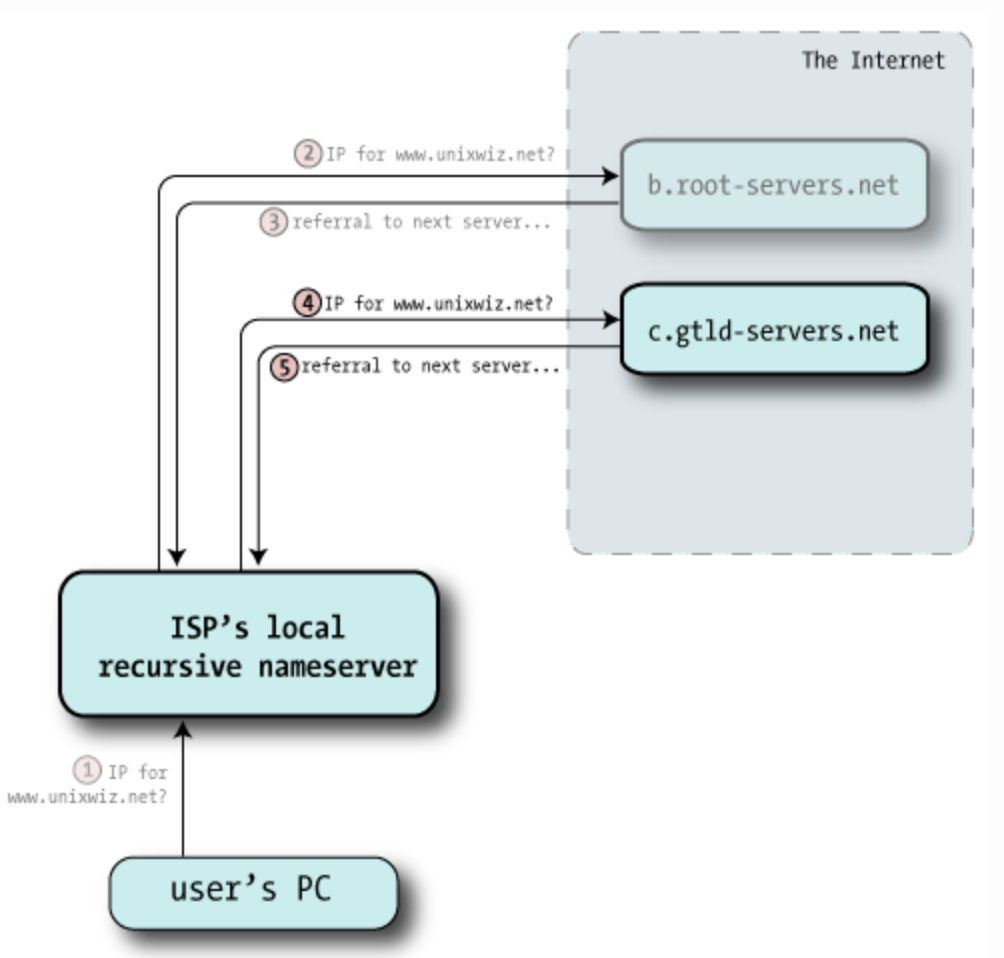 The Internet
2 IP for www.unixwiz.net?
b.root-servers.net
3 referral to next server...
4 IP for www.unixwiz.net?
c.gtld-servers.net
5 referral to next server...
ISP's local
recursive nameserver
1 IP for
www.unixwiz.net?
user's PC